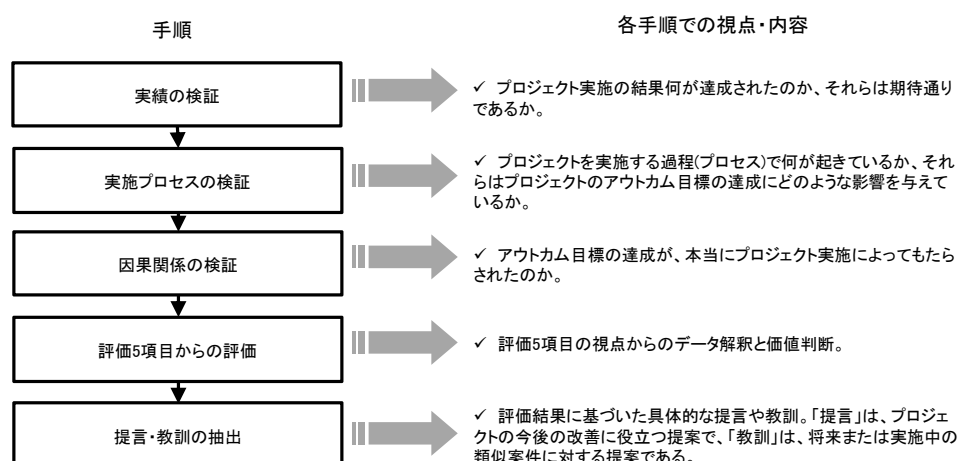 手順
各手順での視点・内容
実績の検証
✓ プロジェクト実施の結果何が達成されたのか、それらは期待通り
であるか。
実施プロセスの検証
✓ プロジェクトを実施する過程(プロセス)で何が起きているか、それ
らはプロジェクトのアウトカム目標の達成にどのような影響を与えて
いるか。
因果関係の検証
✓ アウトカム目標の達成が、本当にプロジェクト実施によってもたら
されたのか。
評価5項目からの評価
✓ 評価5項目の視点からのデータ解釈と価値判断。
提言・教訓の抽出
✓ 評価結果に基づいた具体的な提言や教訓。「提言」は、プロジェ
クトの今後の改善に役立つ提案で、「教訓」は、将来または実施中の
類似案件に対する提案である。